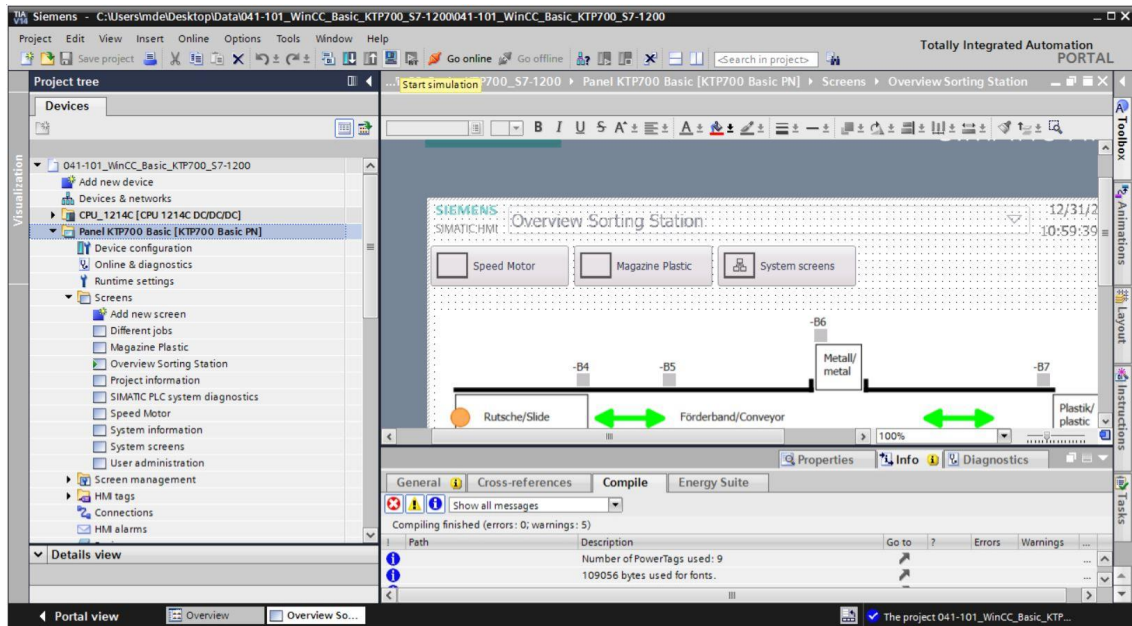 Siemens - C:\Users\mde\Desktop\Data\041-101_WinCC_Basic_KTP700_S7-1200\041-101_WinCC_Basic_KTP700_S7-1200
Project Edit View Insert Online Options Tools Window Help
Totally Integrated Automation
PORTAL
Save project Go online Go offline <Search in project>
Project tree
Start simulation
P700_S7-1200 Panel KTP700 Basic [KTP700 Basic PN] Screens Overview Sorting Station
Devices
B I U S A A
Visualization
041-101_WinCC_Basic_KTP700_S7-1200
Add new device
Devices & networks
CPU_1214C [CPU 1214C DC/DC/DC]
Panel KTP700 Basic [KTP700 Basic PN]
Device configuration
Online & diagnostics
Runtime settings
Screens
Add new screen
Different jobs
Magazine Plastic
Overview Sorting Station
Project information
SIMATIC PLC system diagnostics
Speed Motor
System information
System screens
User administration
Screen management
HMI tags
Connections
HMI alarms
Details view
SIEMENS
SIMATIC HMI
Overview Sorting Station
12/31/2
10:59:39
Speed Motor
Magazine Plastic
System screens
-B6
-B4
-B5
Metall/
metal
-B7
Rutsche/Slide
Förderband/Conveyor
Plastik/
plastic
100%
Toolbox
Animations
Layout
Instructions
Tasks
Properties Info Diagnostics
General Cross-references Compile Energy Suite
Show all messages
Compiling finished (errors: 0; warnings: 5)
! Path Description Go to ? Errors Warnings ...
Number of PowerTags used: 9 ...
109056 bytes used for fonts. ...
Portal view Overview Overview So...
The project 041-101_WinCC_Basic_KTP...